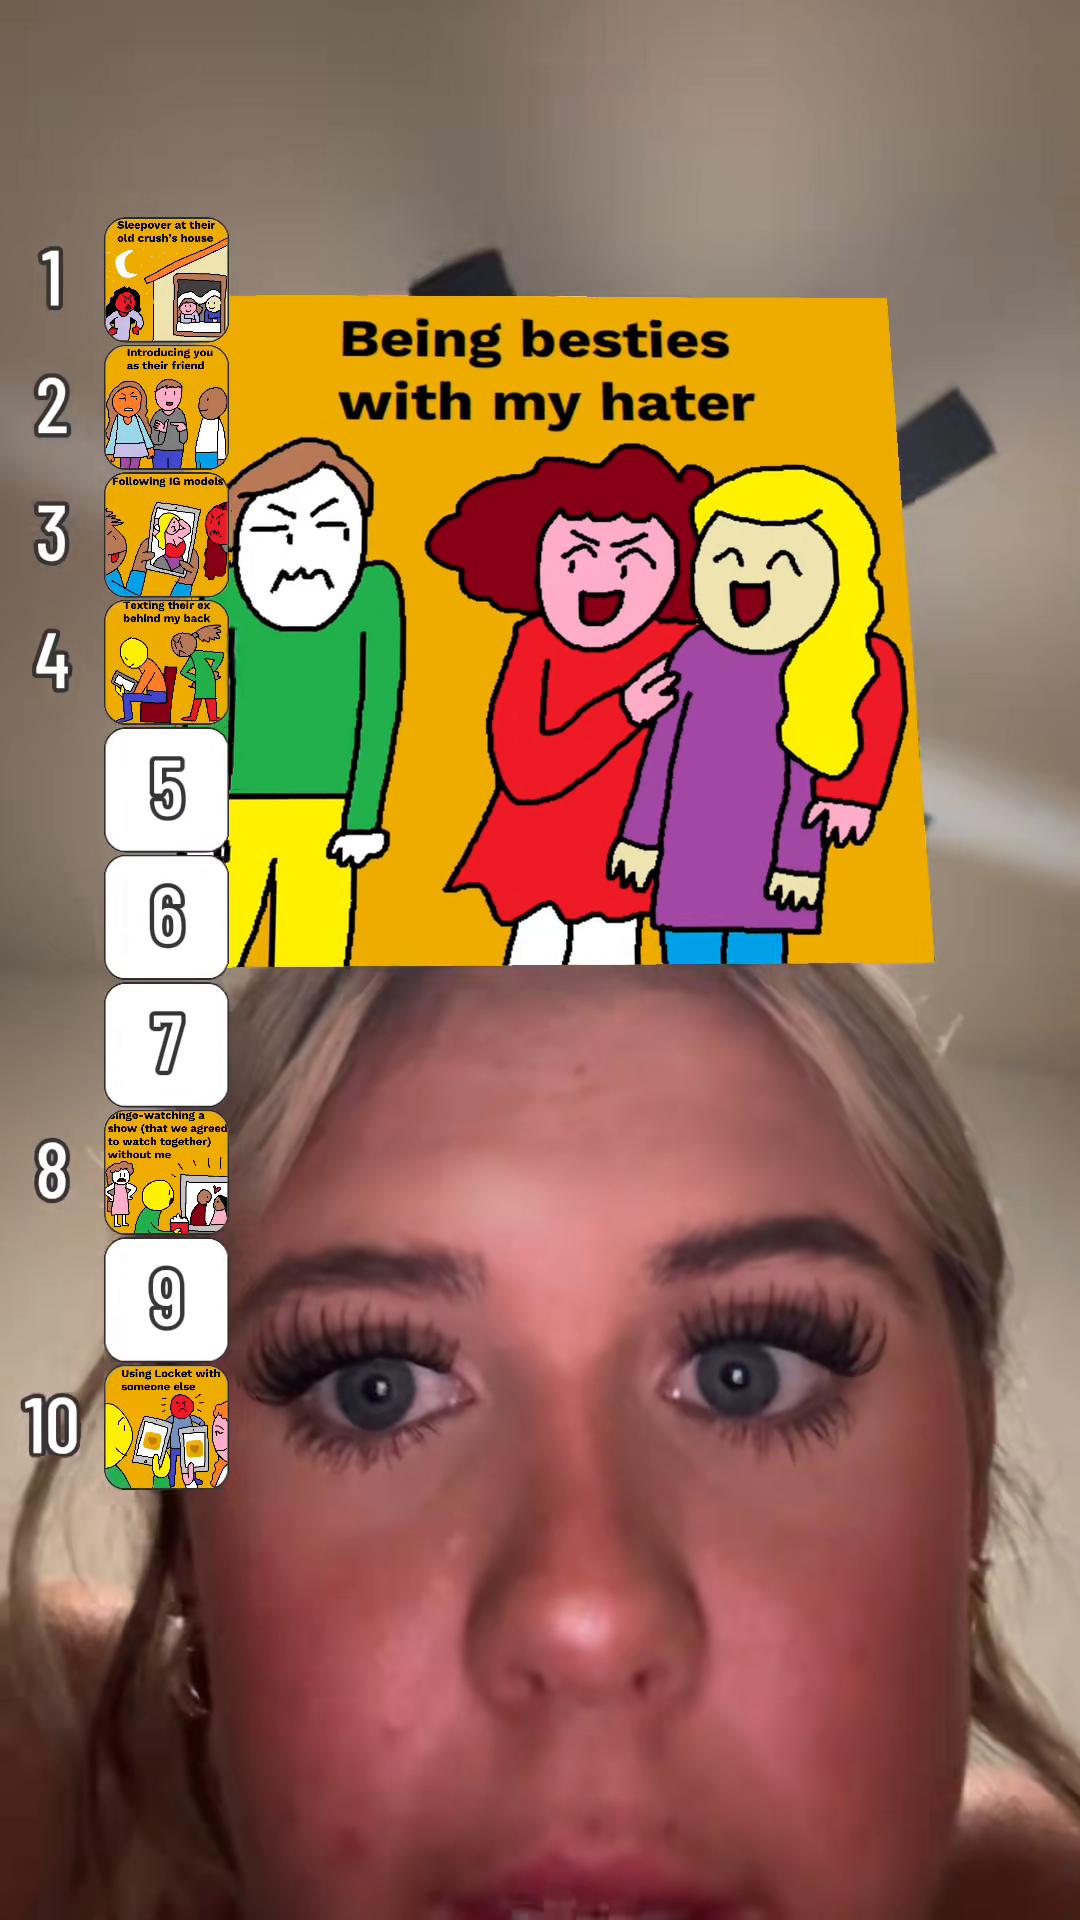 1
Sleepover at their
old crush's house
2
Introducing you
as their friend
3
Following IG models
4
Texting their ex
behind my back
5
6
7
8
Binge-watching a
show (that we agreed
to watch together)
without me
9
10
Using Locket with
someone else
Being besties
with my hater